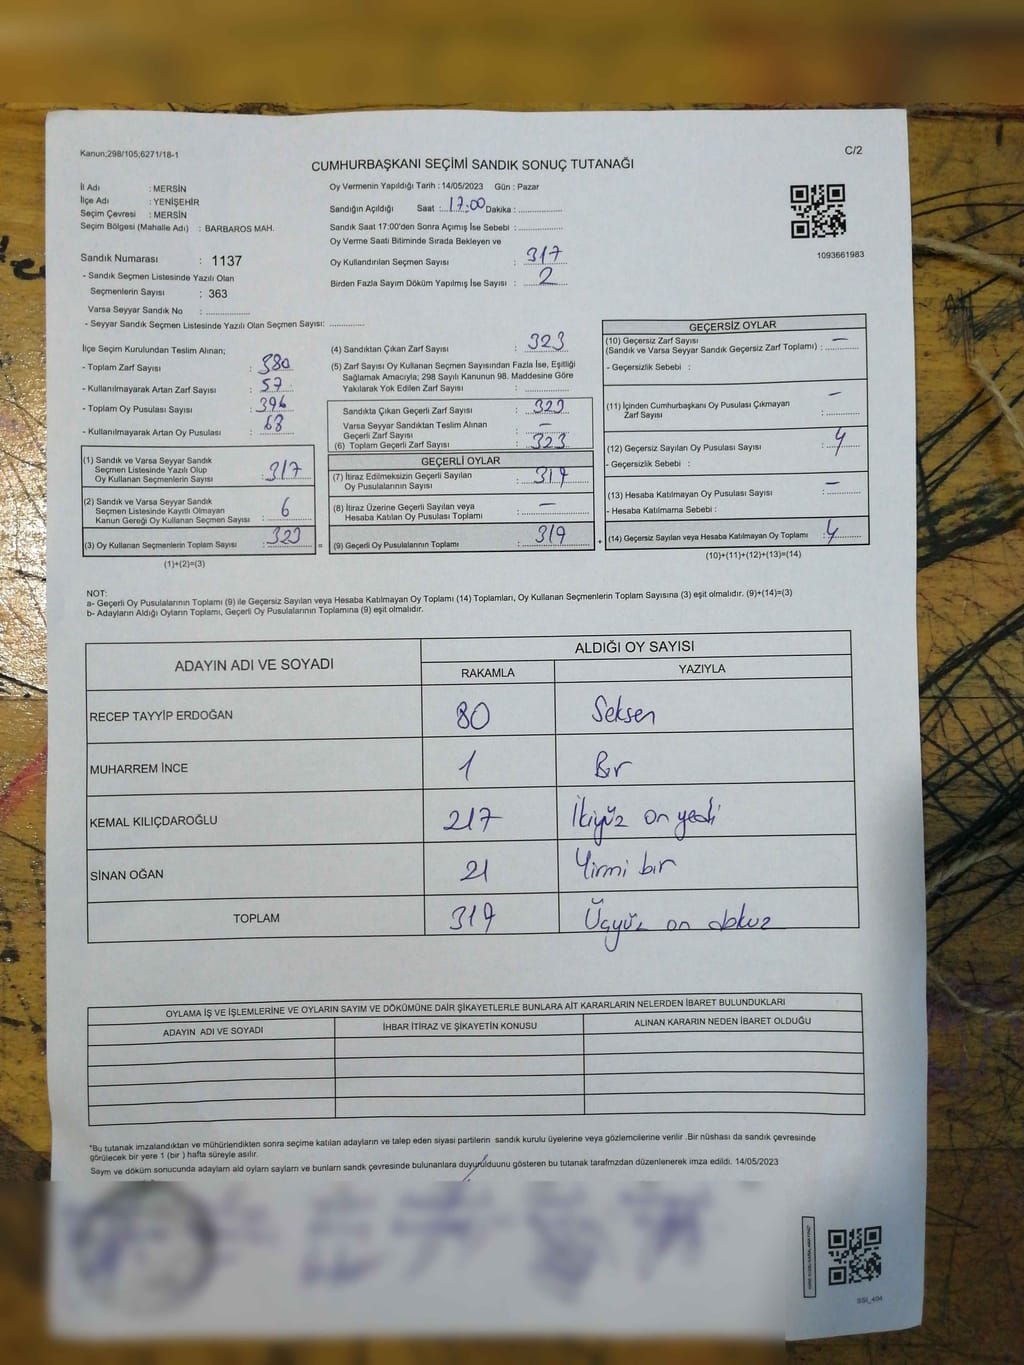 Kanun;298/105;6271/18-1
C/2
CUMHURBAŞKANI SEÇİMİ SANDIK SONUÇ TUTANAĞI
İl Adı : MERSİN
İlçe Adı : YENİŞEHİR
Seçim Çevresi : MERSİN
Seçim Bölgesi (Mahalle Adı) : BARBAROS MAH.
Oy Vermenin Yapıldığı Tarih : 14/05/2023 Gün : Pazar
Sandığın Açıldığı Saat : 17.00 Dakika :
Sandık Saat 17:00'den Sonra Açımış İse Sebebi :
Oy Verme Saati Bitiminde Sırada Bekleyen ve
Oy Kullandırılan Seçmen Sayısı : 317
Birden Fazla Sayım Döküm Yapılmış İse Sayısı : 2
1093661983
Sandık Numarası : 1137
- Sandık Seçmen Listesinde Yazılı Olan
Seçmenlerin Sayısı : 363
Varsa Seyyar Sandık No :
- Seyyar Sandık Seçmen Listesinde Yazılı Olan Seçmen Sayısı:
İlçe Seçim Kurulundan Teslim Alınan;
- Toplam Zarf Sayısı : 380
- Kullanılmayarak Artan Zarf Sayısı : 57
- Toplam Oy Pusulası Sayısı : 396
- Kullanılmayarak Artan Oy Pusulası : 68
(1) Sandık ve Varsa Seyyar Sandık
Seçmen Listesinde Yazılı Olup
Oy Kullanan Seçmenlerin Sayısı : 317
(2) Sandık ve Varsa Seyyar Sandık
Seçmen Listesinde Kayıtlı Olmayan
Kanun Gereği Oy Kullanan Seçmen Sayısı : 6
(3) Oy Kullanan Seçmenlerin Toplam Sayısı : 323 =
(1)+(2)=(3)
(4) Sandıktan Çıkan Zarf Sayısı : 323
(5) Zarf Sayısı Oy Kullanan Seçmen Sayısından Fazla İse, Eşitliği
Sağlamak Amacıyla; 298 Sayılı Kanunun 98. Maddesine Göre
Yakılarak Yok Edilen Zarf Sayısı :
Sandıkta Çıkan Geçerli Zarf Sayısı : 323
Varsa Seyyar Sandıktan Teslim Alınan
Geçerli Zarf Sayısı : –
(6) Toplam Geçerli Zarf Sayısı : 323
GEÇERLİ OYLAR
(7) İtiraz Edilmeksizin Geçerli Sayılan
Oy Pusulalarının Sayısı : 319
(8) İtiraz Üzerine Geçerli Sayılan veya
Hesaba Katılan Oy Pusulası Toplamı : –
(9) Geçerli Oy Pusulalarının Toplamı : 319 +
GEÇERSİZ OYLAR
(10) Geçersiz Zarf Sayısı
(Sandık ve Varsa Seyyar Sandık Geçersiz Zarf Toplamı) : –
- Geçersizlik Sebebi :
(11) İçinden Cumhurbaşkanı Oy Pusulası Çıkmayan
Zarf Sayısı : –
(12) Geçersiz Sayılan Oy Pusulası Sayısı : 4
- Geçersizlik Sebebi :
(13) Hesaba Katılmayan Oy Pusulası Sayısı : –
- Hesaba Katılmama Sebebi :
(14) Geçersiz Sayılan veya Hesaba Katılmayan Oy Toplamı : 4
(10)+(11)+(12)+(13)=(14)
NOT:
a- Geçerli Oy Pusulalarının Toplamı (9) ile Geçersiz Sayılan veya Hesaba Katılmayan Oy Toplamı (14) Toplamları, Oy Kullanan Seçmenlerin Toplam Sayısına (3) eşit olmalıdır. (9)+(14)=(3)
b- Adayların Aldığı Oyların Toplamı, Geçerli Oy Pusulalarının Toplamına (9) eşit olmalıdır.
ADAYIN ADI VE SOYADI ALDIĞI OY SAYISI
RAKAMLA YAZIYLA
RECEP TAYYİP ERDOĞAN 80 Seksen
MUHARREM İNCE 1 Bir
KEMAL KILIÇDAROĞLU 217 İkiyüz on yedi
SİNAN OĞAN 21 Yirmi bir
TOPLAM 319 Üçyüz on dokuz
OYLAMA İŞ VE İŞLEMLERİNE VE OYLARIN SAYIM VE DÖKÜMÜNE DAİR ŞİKAYETLERLE BUNLARA AİT KARARLARIN NELERDEN İBARET BULUNDUKLARI
ADAYIN ADI VE SOYADI İHBAR İTİRAZ VE ŞİKAYETİN KONUSU ALINAN KARARIN NEDEN İBARET OLDUĞU
*Bu tutanak imzalandıktan ve mühürlendikten sonra seçime katılan adayların ve talep eden siyasi partilerin sandık kurulu üyelerine veya gözlemcilerine verilir .Bir nüshası da sandık çevresinde
görülecek bir yere 1 (bir ) hafta süreyle asılır.
Saym ve döküm sonucunda adaylam ald oylarn saylam ve bunlarn sandk çevresinde bulunanlara duyurulduunu gösteren bu tutanak tarafmzdan düzenlenerek imza edildi. 14/05/2023
SSI_404